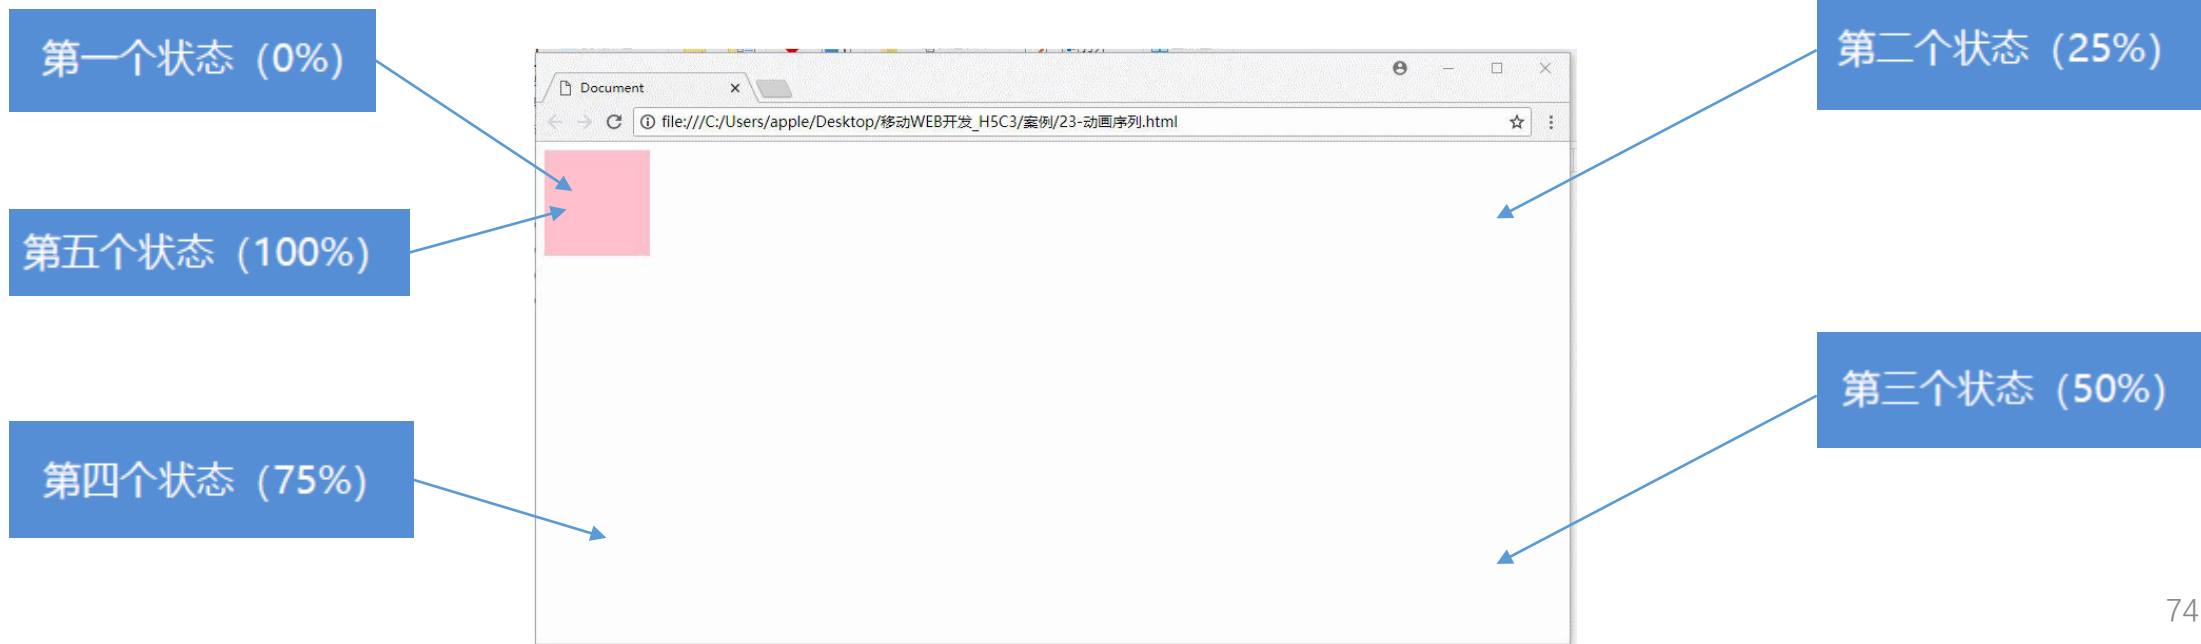 第一个状态（0%）
第二个状态（25%）
Document
file:///C:/Users/apple/Desktop/移动WEB开发_H5C3/案例/23-动画序列.html
第五个状态（100%）
第三个状态（50%）
第四个状态（75%）
74